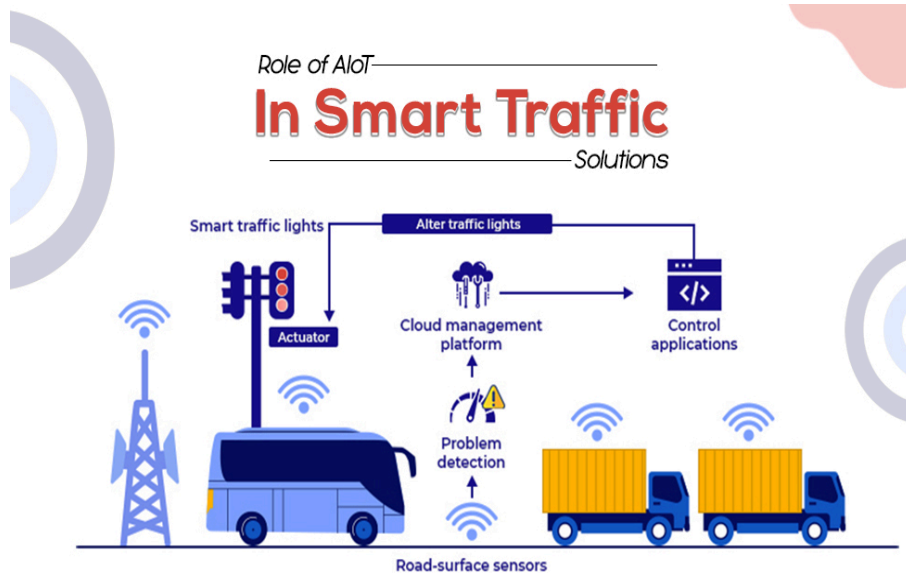 Role of AIoT
In Smart Traffic
Solutions
Smart traffic lights
Alter traffic lights
Actuator
Cloud management
platform
Control
applications
Problem
detection
Road-surface sensors